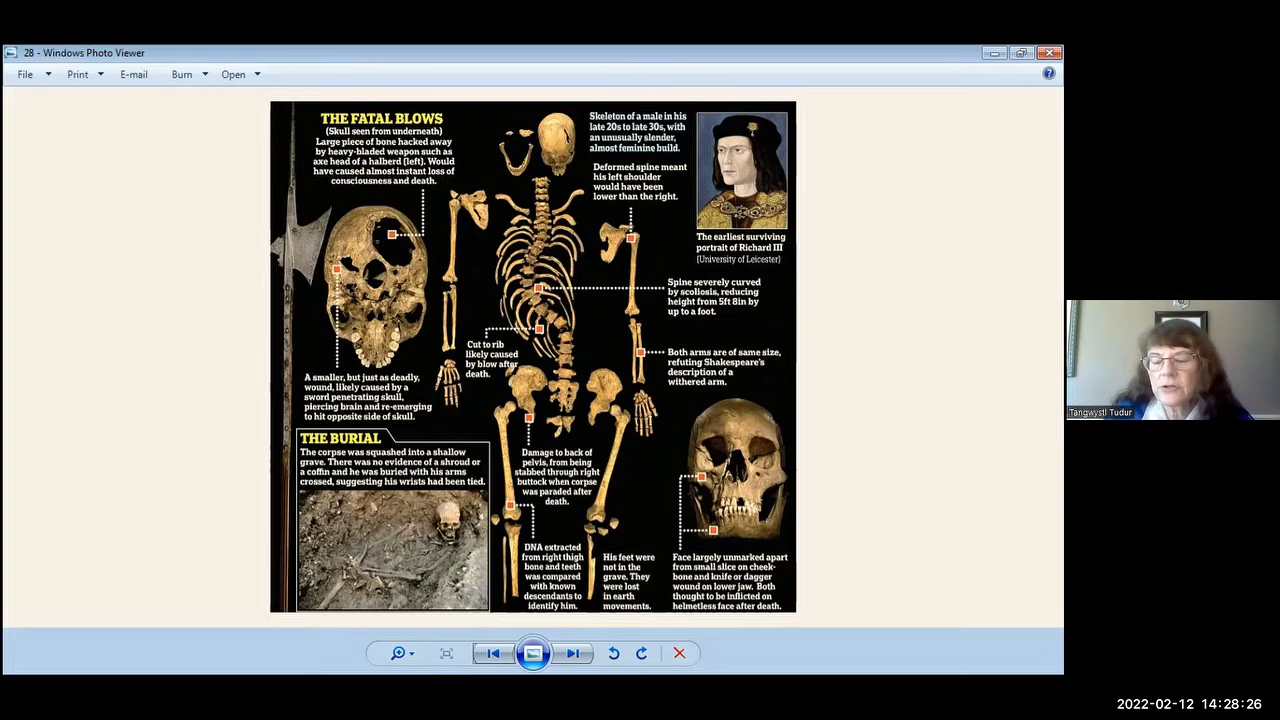 28 - Windows Photo Viewer
File
Print
E-mail
Burn
Open
THE FATAL BLOWS
(Skull seen from underneath)
Large piece of bone hacked away
by heavy-bladed weapon such as
axe head of a halberd (left). Would
have caused almost instant loss of
consciousness and death.
Skeleton of a male in his
late 20s to late 30s, with
an unusually slender,
almost feminine build.
Deformed spine meant
his left shoulder
would have been
lower than the right.
The earliest surviving
portrait of Richard III
(University of Leicester)
Spine severely curved
by scoliosis, reducing
height from 5ft 8in by
up to a foot.
Cut to rib
likely caused
by blow after
death.
Both arms are of same size,
refuting Shakespeare's
description of a
withered arm.
A smaller, but just as deadly,
wound, likely caused by a
sword penetrating skull,
piercing brain and re-emerging
to hit opposite side of skull.
THE BURIAL
The corpse was squashed into a shallow
grave. There was no evidence of a shroud or
a coffin and he was buried with his arms
crossed, suggesting his wrists had been tied.
Damage to back of
pelvis, from being
stabbed through right
buttock when corpse
was paraded after
death.
DNA extracted
from right thigh
bone and teeth
was compared
with known
descendants to
identify him.
His feet were
not in the
grave. They
were lost
in earth
movements.
Face largely unmarked apart
from small slice on cheek-
bone and knife or dagger
wound on lower jaw. Both
thought to be inflicted on
helmetless face after death.
Tangwystl Tudur
2022-02-12 14:28:26